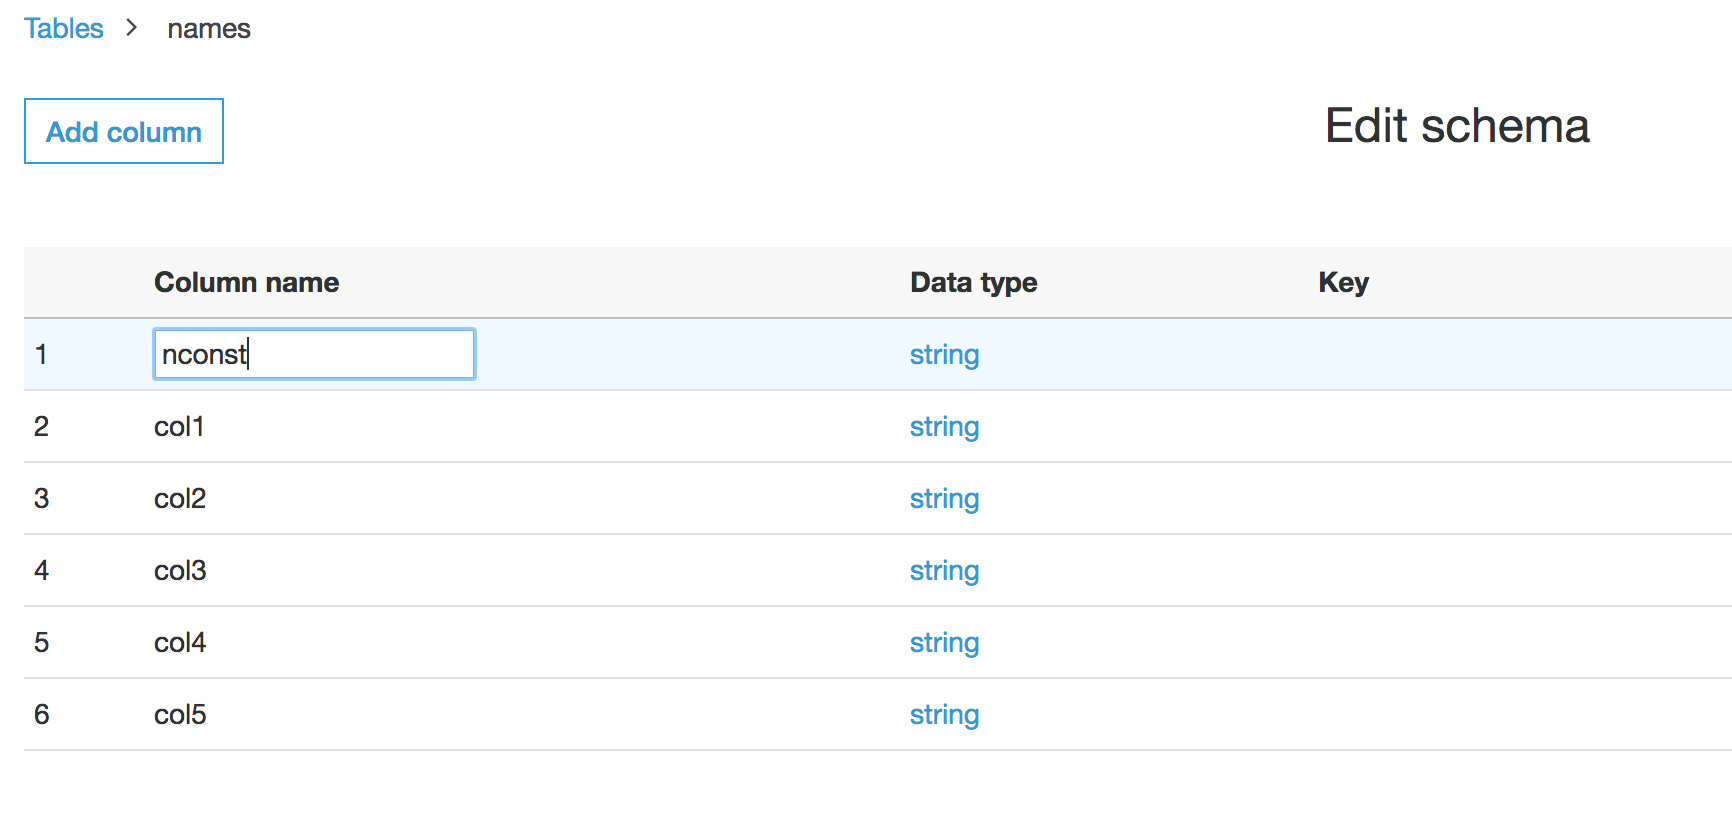 Tables > names
Add column
Edit schema
Column name Data type Key
1 nconst string
2 col1 string
3 col2 string
4 col3 string
5 col4 string
6 col5 string